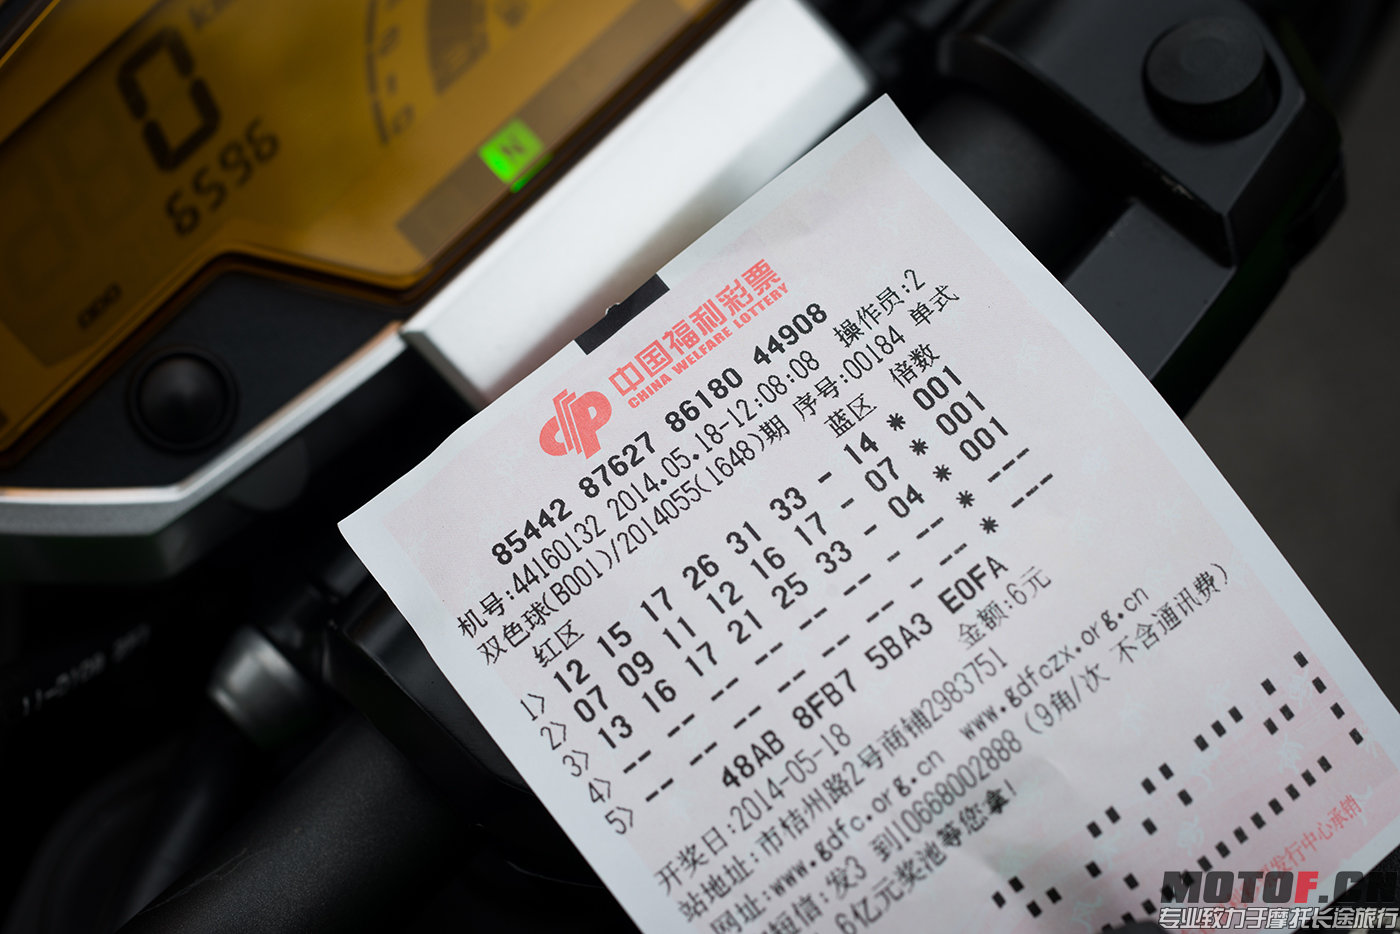 0
6596
ODO
N
中国福利彩票
CHINA WELFARE LOTTERY
85442 87627 86180 44908
机号:44160132 2014.05.18-12:08:08 操作员:2
双色球(B001)/2014055(1648)期 序号:00184 单式
红区 蓝区 倍数
1> 12 15 17 26 31 33 - 14 * 001
2> 07 09 11 12 16 17 - 07 * 001
3> 13 16 17 21 25 33 - 04 * 001
4> -- -- -- -- -- -- - -- * ---
5> -- -- -- -- -- -- - -- * ---
48AB 8FB7 5BA3 E0FA
开奖日:2014-05-18 金额:6元
站地址:市桔州路2号商铺2983751
网址:www.gdfc.org.cn www.gdfczx.org.cn
短信:发3 到10668002888 (9角/次 不含通讯费)
6亿元奖池等您拿!
发行中心承销
MOTOF.CN
专业致力于摩托长途旅行